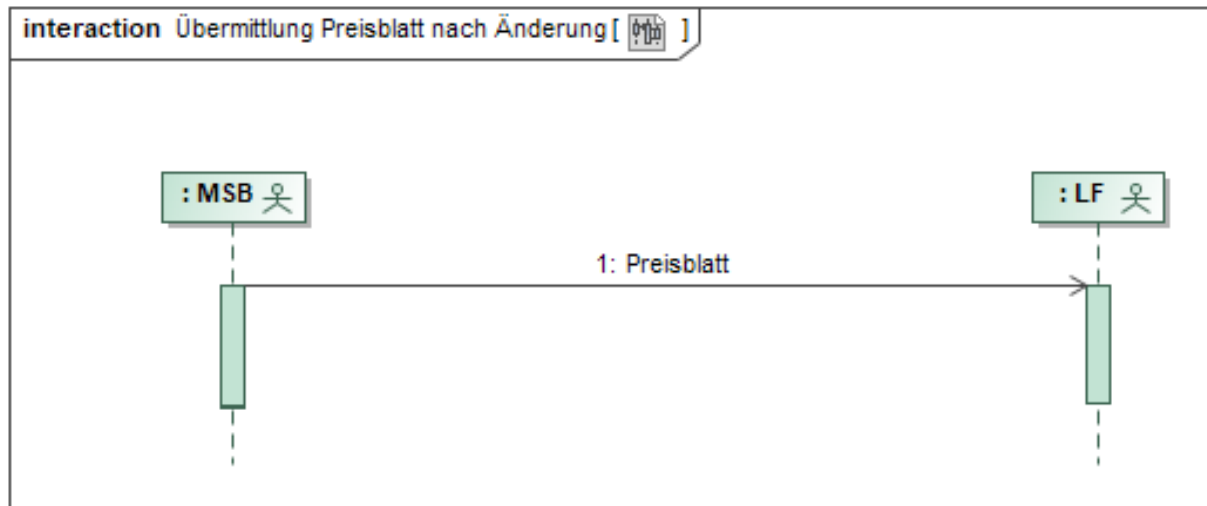 interaction Übermittlung Preisblatt nach Änderung [ ]
: MSB
: LF
1: Preisblatt